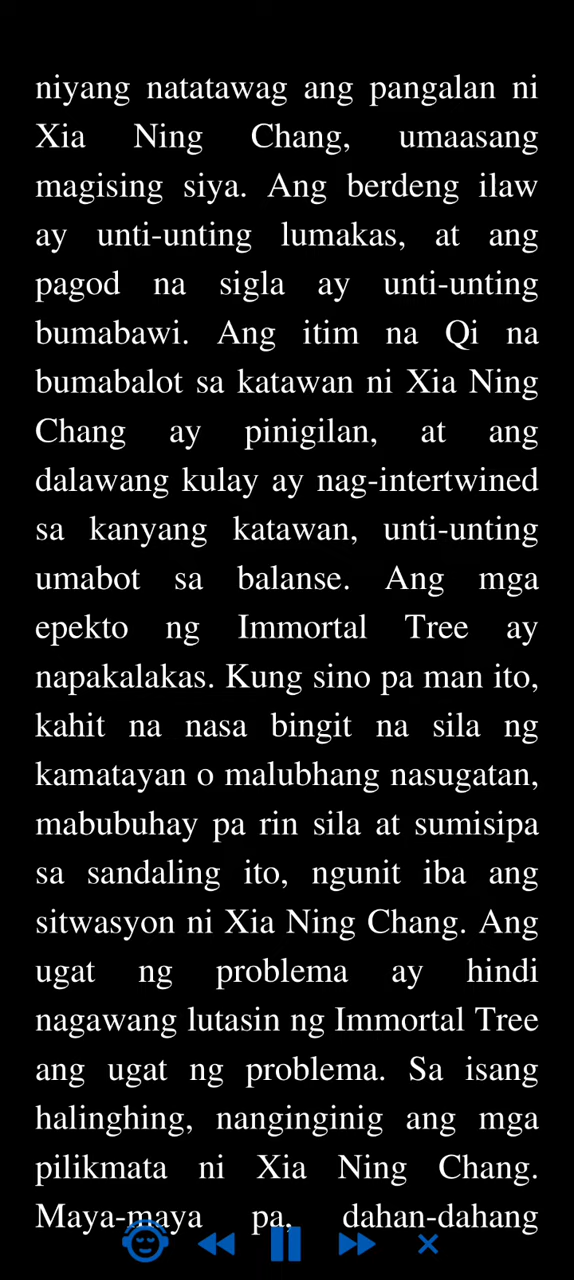 niyang natatawag ang pangalan ni
Xia Ning Chang, umaasang
magising siya. Ang berdeng ilaw
ay unti-unting lumakas, at ang
pagod na sigla ay unti-unting
bumabawi. Ang itim na Qi na
bumabalot sa katawan ni Xia Ning
Chang ay pinigilan, at ang
dalawang kulay ay nag-intertwined
sa kanyang katawan, unti-unting
umabot sa balanse. Ang mga
epekto ng Immortal Tree ay
napakalakas. Kung sino pa man ito,
kahit na nasa bingit na sila ng
kamatayan o malubhang nasugatan,
mabubuhay pa rin sila at sumisipa
sa sandaling ito, ngunit iba ang
sitwasyon ni Xia Ning Chang. Ang
ugat ng problema ay hindi
nagawang lutasin ng Immortal Tree
ang ugat ng problema. Sa isang
halinghing, nanginginig ang mga
pilikmata ni Xia Ning Chang.
Maya-maya pa, dahan-dahang